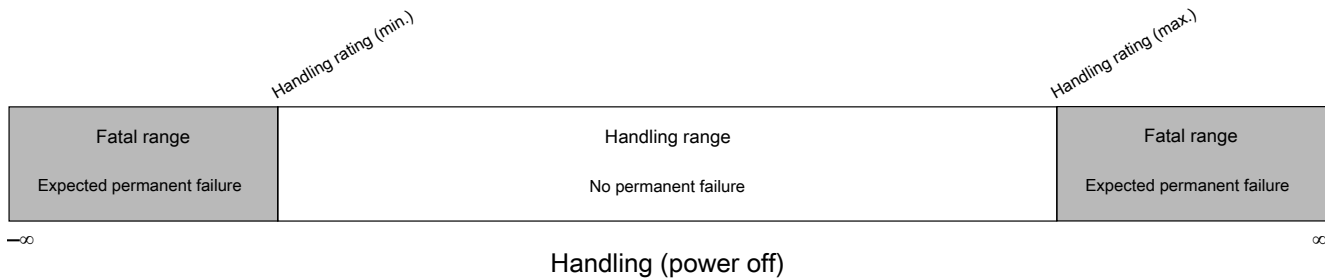 Handling rating (min.)
Handling rating (max.)
Fatal range
Handling range
Fatal range
Expected permanent failure
No permanent failure
Expected permanent failure
–∞
∞
Handling (power off)